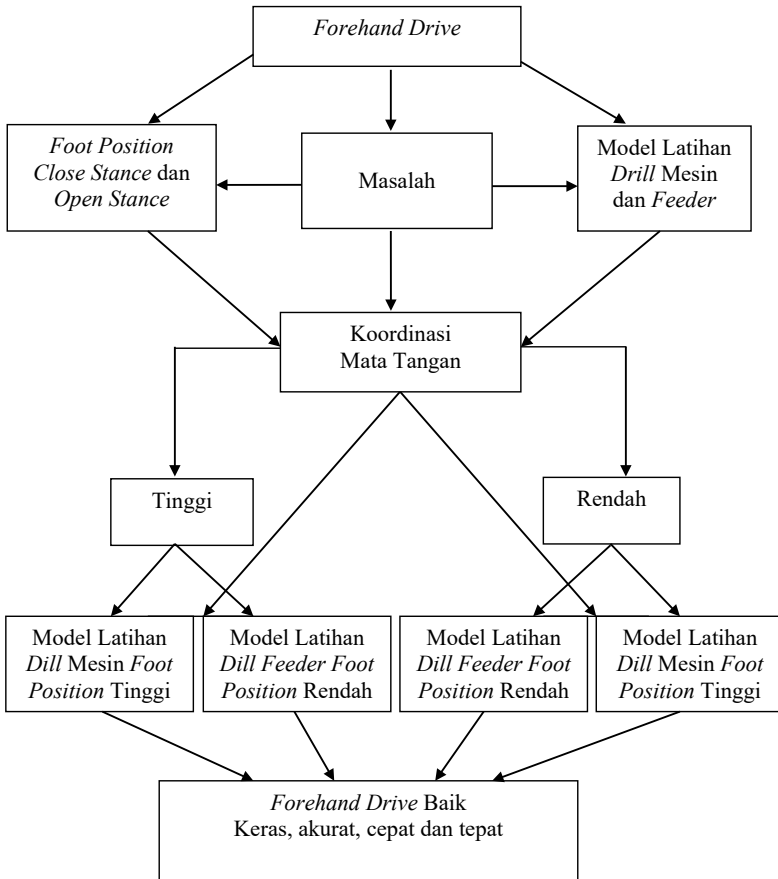 Forehand Drive
Foot Position
Close Stance dan
Open Stance
Masalah
Model Latihan
Drill Mesin
dan Feeder
Koordinasi
Mata Tangan
Tinggi
Rendah
Model Latihan
Dill Mesin Foot
Position Tinggi
Model Latihan
Dill Feeder Foot
Position Rendah
Model Latihan
Dill Feeder Foot
Position Rendah
Model Latihan
Dill Mesin Foot
Position Tinggi
Forehand Drive Baik
Keras, akurat, cepat dan tepat